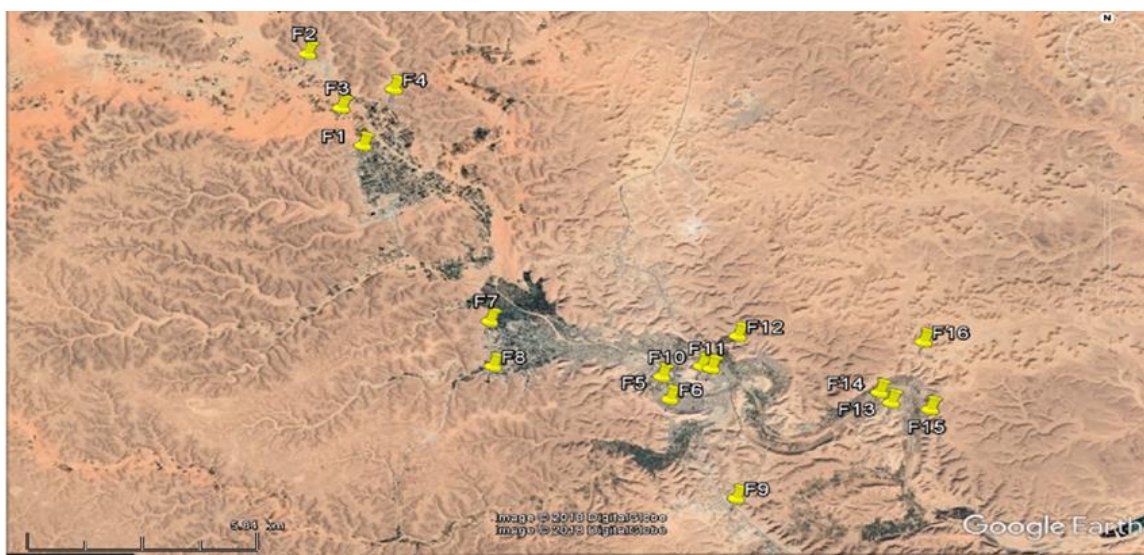 N
F2
F4
F3
F1
F7
F12
F16
F11
F8
F10
F14
F5
F6
F13
F15
F9
5.84 km
Image © 2018 DigitalGlobe
Image © 2018 DigitalGlobe
Google Earth